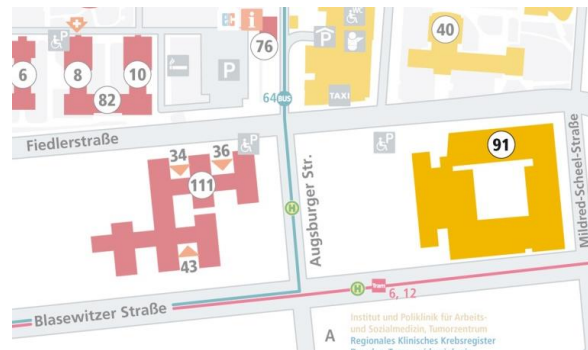 76
40
6
8
10
82
P
64
BUS
TAXI
Fiedlerstraße
34
36
111
43
91
H
Augsburger Str.
Mildred-Scheel-Straße
H
Tram
6, 12
Blasewitzer Straße
A
Institut und Poliklinik für Arbeits-
und Sozialmedizin, Tumorzentrum
Regionales Klinisches Krebsregister